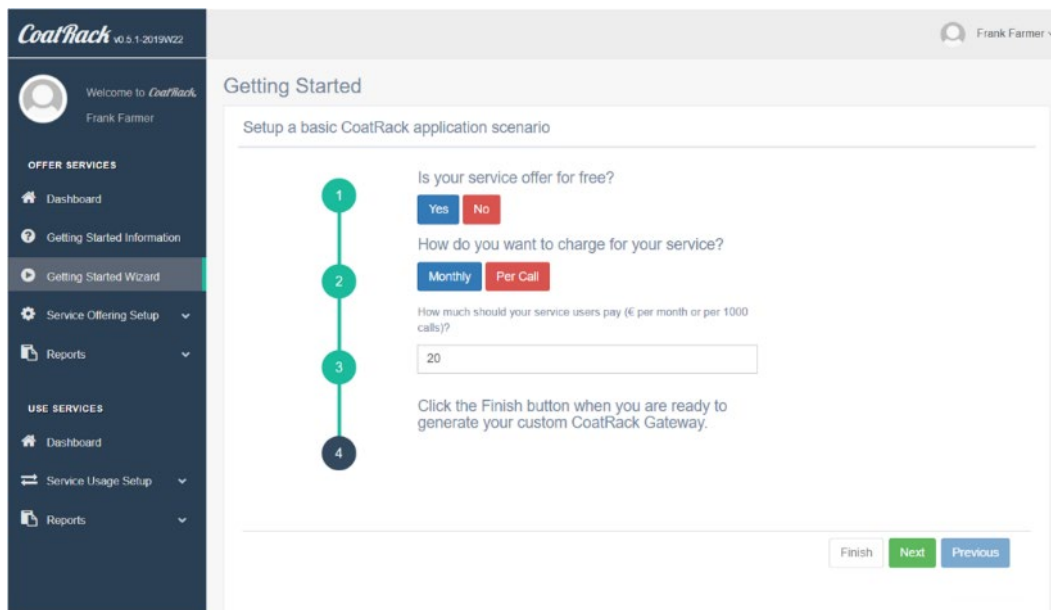 CoatRack v0.5.1-2019W22
Frank Farmer
Welcome to CoatRack,
Frank Farmer
OFFER SERVICES
Dashboard
Getting Started Information
Getting Started Wizard
Service Offering Setup
Reports
USE SERVICES
Dashboard
Service Usage Setup
Reports
Getting Started
Setup a basic CoatRack application scenario
1
Is your service offer for free?
Yes No
How do you want to charge for your service?
2
Monthly Per Call
How much should your service users pay (€ per month or per 1000
calls)?
3
20
Click the Finish button when you are ready to
generate your custom CoatRack Gateway.
4
Finish Next Previous